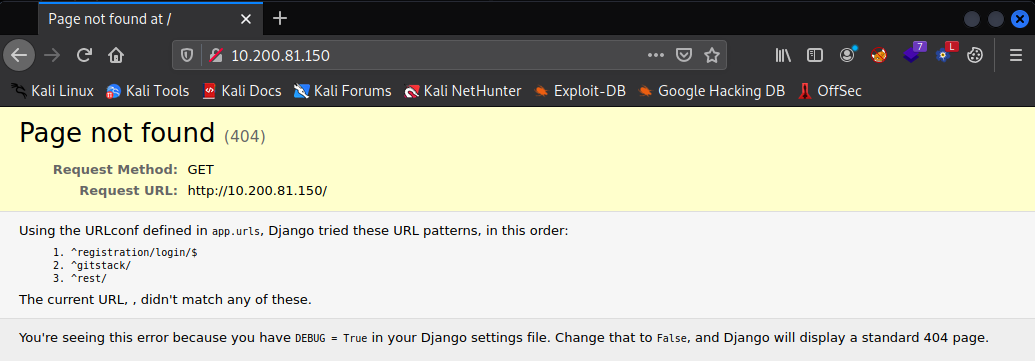 Page not found at /
10.200.81.150
7
L
Kali Linux Kali Tools Kali Docs Kali Forums Kali NetHunter Exploit-DB Google Hacking DB OffSec
Page not found (404)
Request Method: GET
Request URL: http://10.200.81.150/
Using the URLconf defined in app.urls, Django tried these URL patterns, in this order:
1. ^registration/login/$
2. ^gitstack/
3. ^rest/
The current URL, , didn't match any of these.
You're seeing this error because you have DEBUG = True in your Django settings file. Change that to False, and Django will display a standard 404 page.